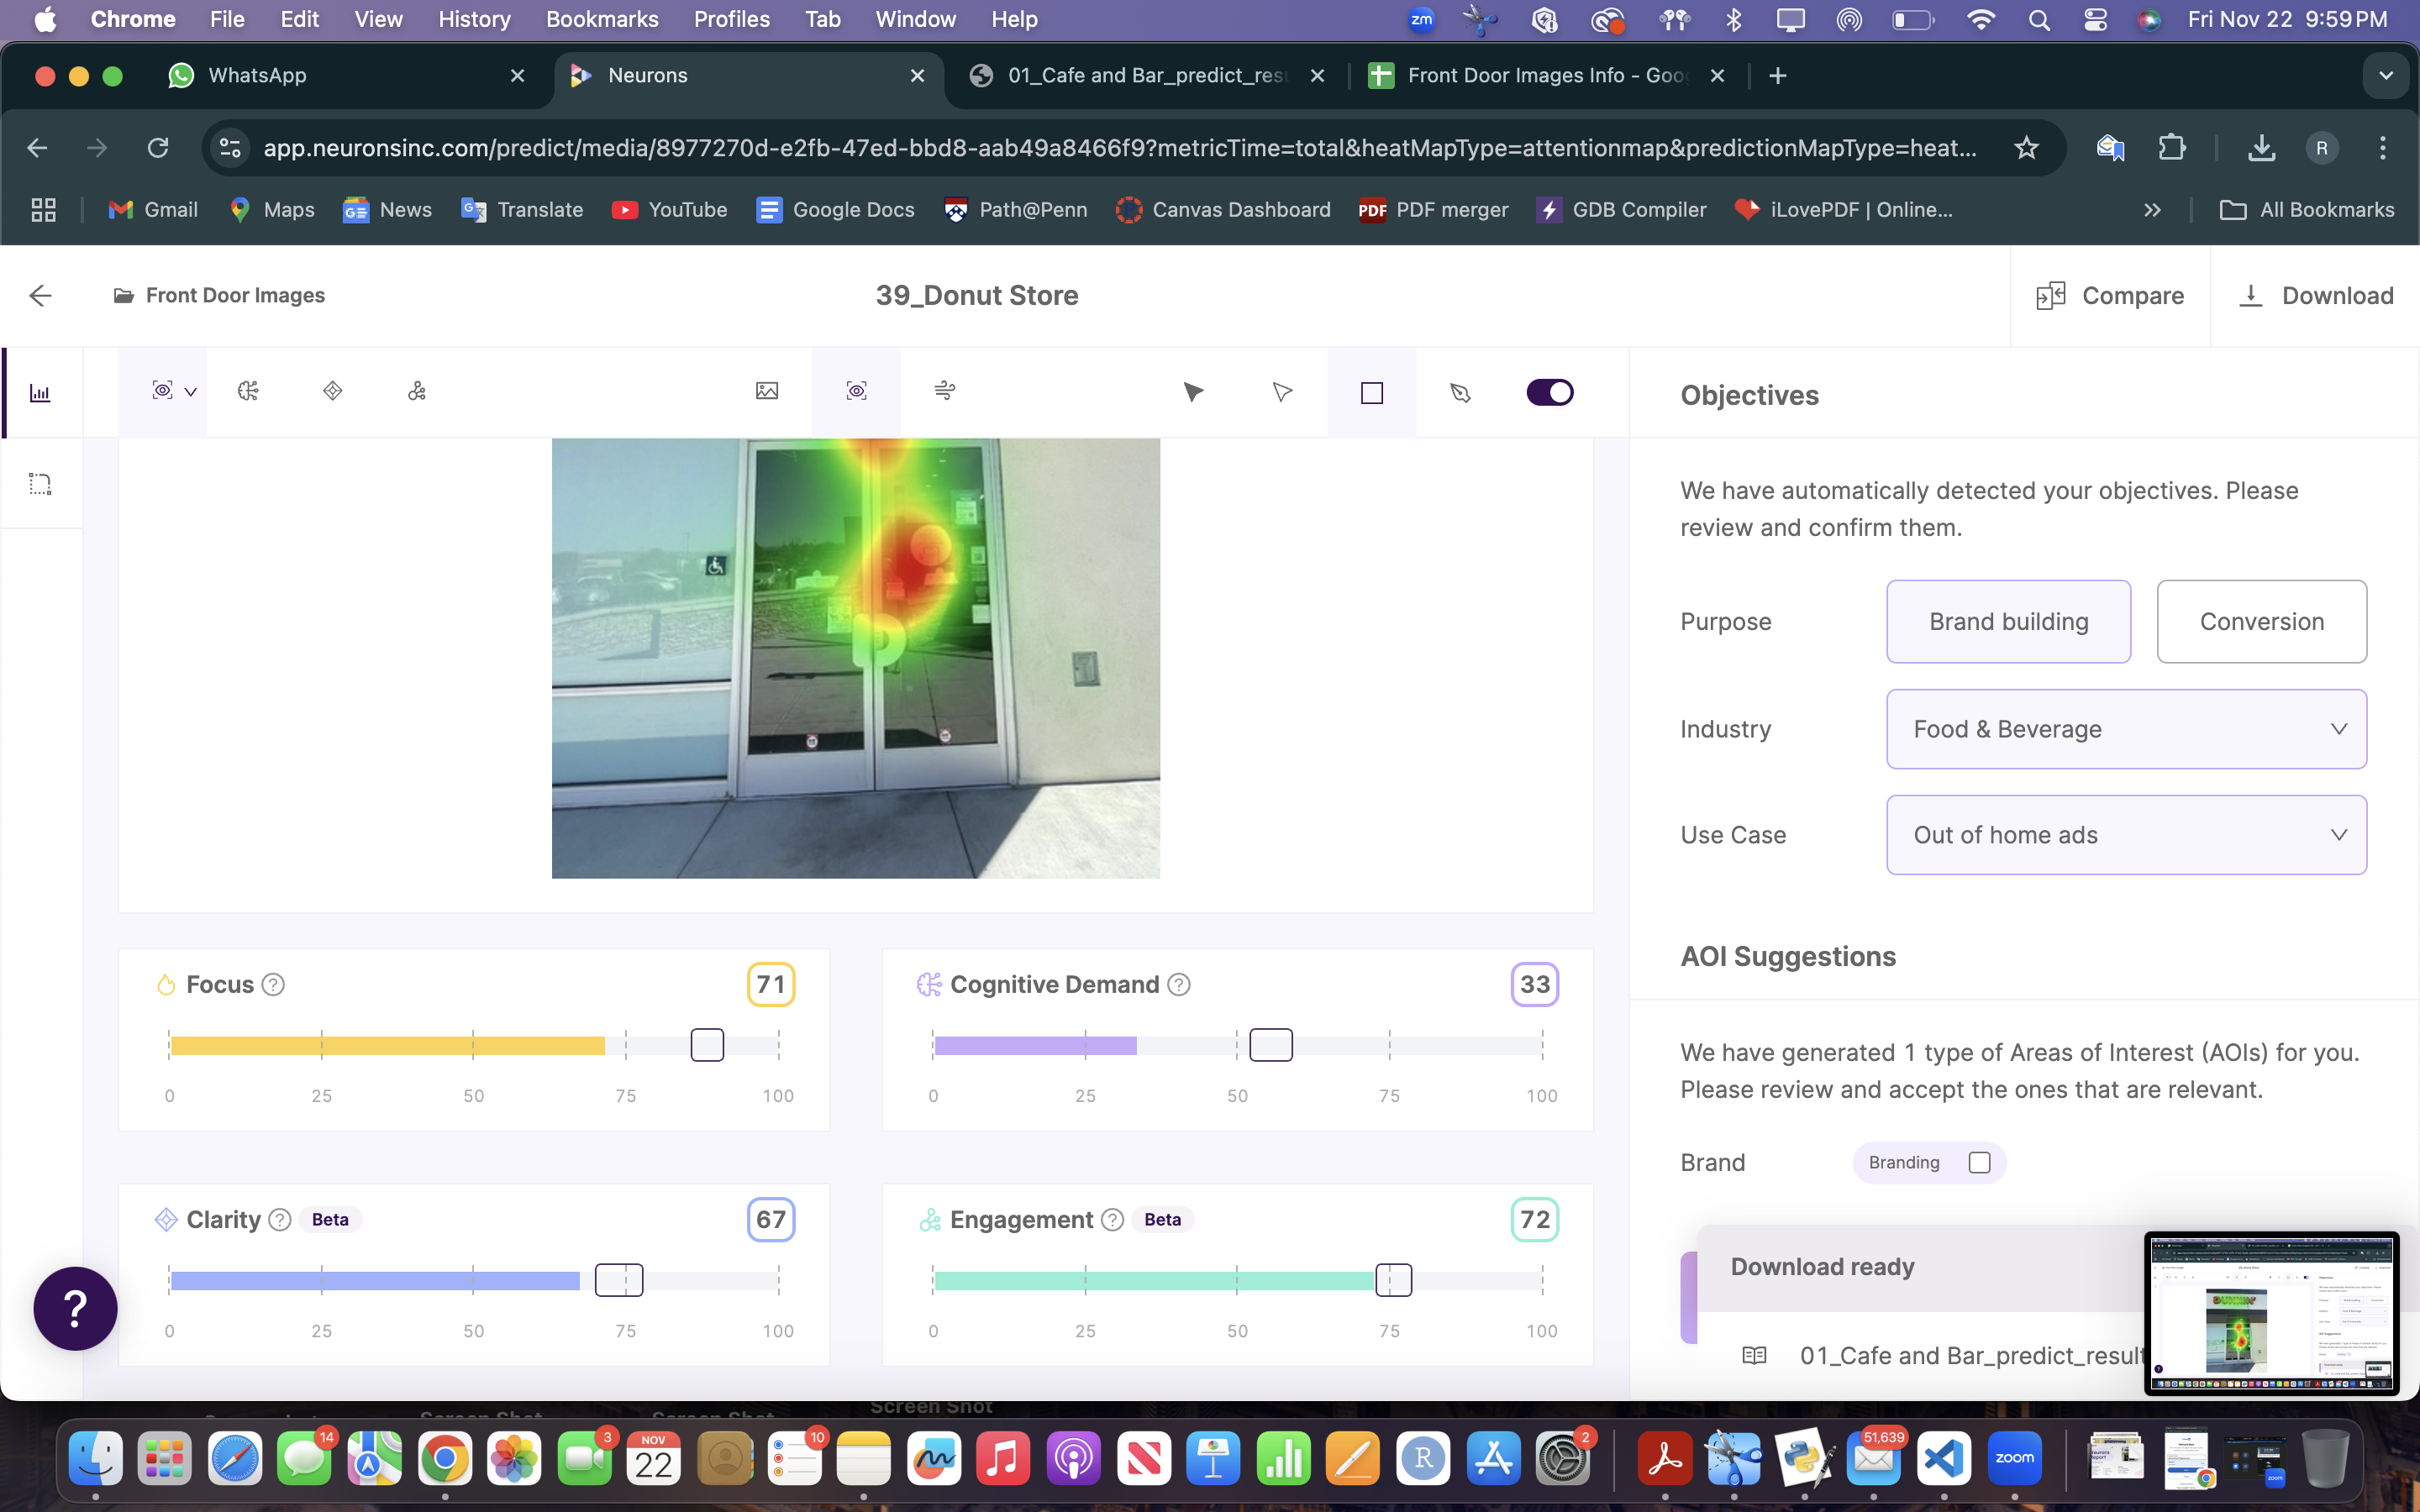 Chrome File Edit View History Bookmarks Profiles Tab Window Help
zm
Fri Nov 22 9:59 PM
WhatsApp
Neurons
01_Cafe and Bar_predict_resu
Front Door Images Info - Goo
app.neuronsinc.com/predict/media/8977270d-e2fb-47ed-bbd8-aab49a8466f9?metricTime=total&heatMapType=attentionmap&predictionMapType=heat...
R
Gmail Maps News Translate YouTube Google Docs Path@Penn Canvas Dashboard PDF PDF merger GDB Compiler iLovePDF | Online... All Bookmarks
Front Door Images
39_Donut Store
Compare
Download
Objectives
We have automatically detected your objectives. Please
review and confirm them.
Purpose
Brand building
Conversion
Industry
Food & Beverage
Use Case
Out of home ads
AOI Suggestions
We have generated 1 type of Areas of Interest (AOIs) for you.
Please review and accept the ones that are relevant.
Brand
Branding
Focus ?
71
0 25 50 75 100
Cognitive Demand ?
33
0 25 50 75 100
Clarity ? Beta
67
0 25 50 75 100
Engagement ? Beta
72
0 25 50 75 100
?
Download ready
01_Cafe and Bar_predict_result
Screen Shot
14
3
NOV
22
10
2
51,639
R
zoom